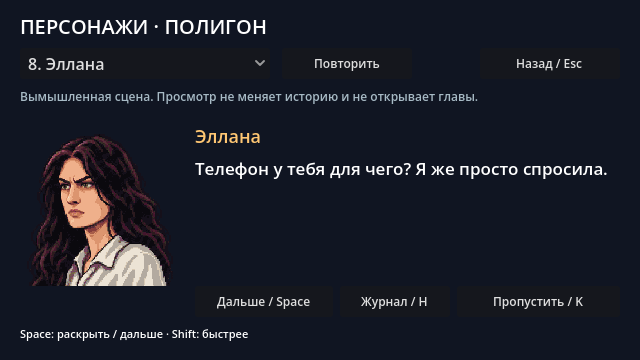 ПЕРСОНАЖИ · ПОЛИГОН
8. Эллана
Повторить
Назад / Esc
Вымышленная сцена. Просмотр не меняет историю и не открывает главы.
Эллана
Телефон у тебя для чего? Я же просто спросила.
Дальше / Space
Журнал / H
Пропустить / K
Space: раскрыть / дальше · Shift: быстрее